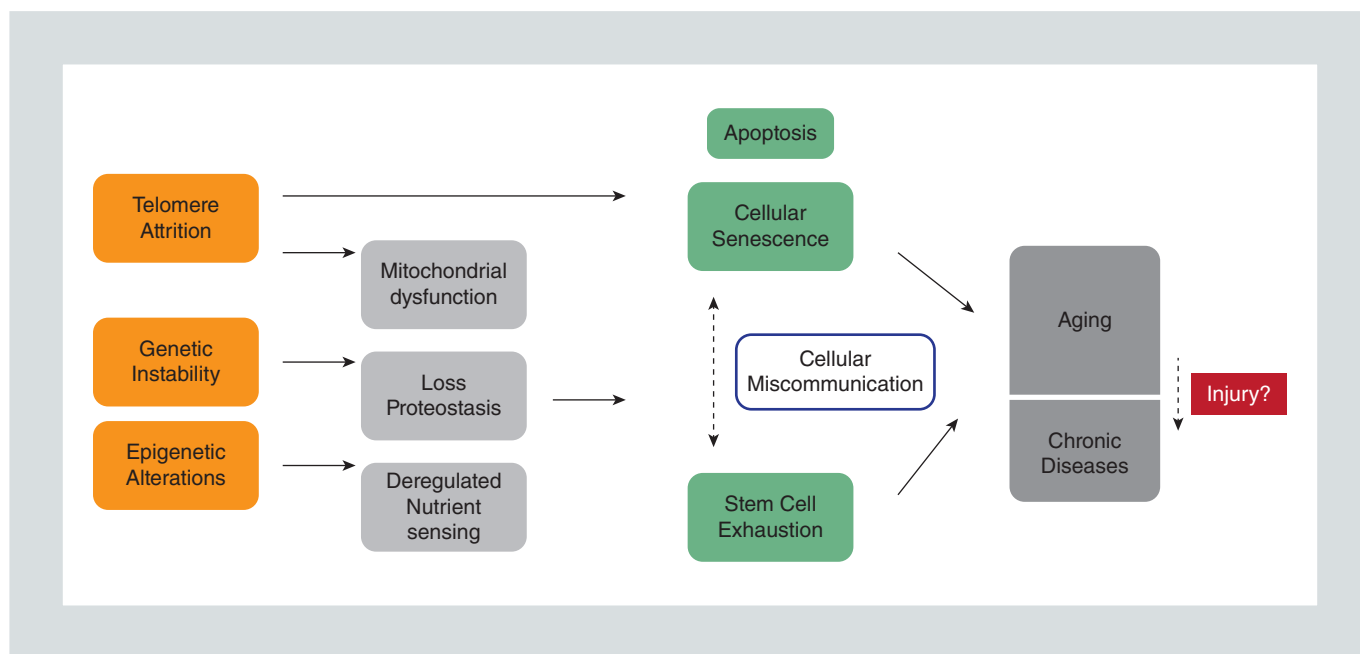 Apoptosis
Telomere
Attrition
Cellular
Senescence
Mitochondrial
dysfunction
Aging
Genetic
Instability
Loss
Proteostasis
Cellular
Miscommunication
Injury?
Epigenetic
Alterations
Chronic
Diseases
Deregulated
Nutrient
sensing
Stem Cell
Exhaustion